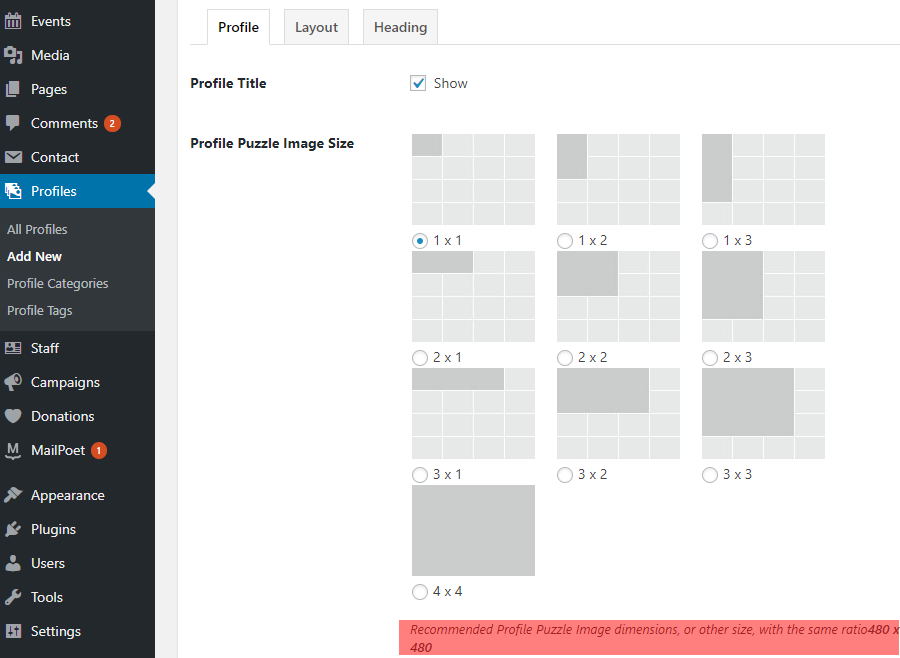 Events
Media
Pages
Comments 2
Contact
Profiles
All Profiles
Add New
Profile Categories
Profile Tags
Staff
Campaigns
Donations
MailPoet 1
Appearance
Plugins
Users
Tools
Settings
Profile Layout Heading
Profile Title Show
Profile Puzzle Image Size
1 x 1 1 x 2 1 x 3
2 x 1 2 x 2 2 x 3
3 x 1 3 x 2 3 x 3
4 x 4
Recommended Profile Puzzle Image dimensions, or other size, with the same ratio480 x
480